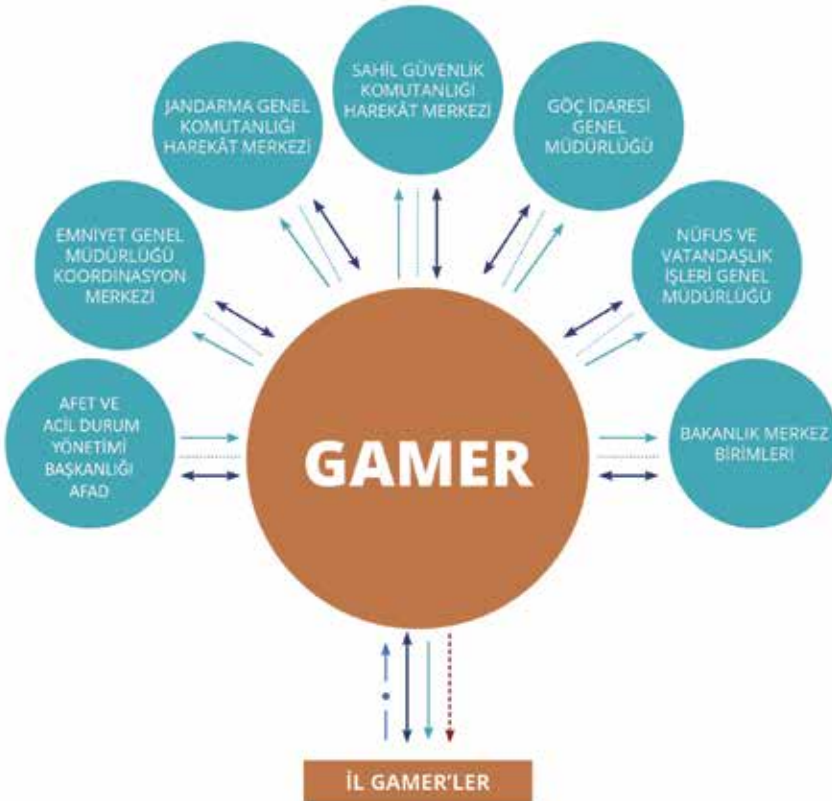 SAHİL GÜVENLİK
KOMUTANLIĞI
HAREKÂT MERKEZİ
JANDARMA GENEL
KOMUTANLIĞI
HAREKÂT MERKEZİ
GÖÇ İDARESİ
GENEL
MÜDÜRLÜĞÜ
EMNİYET GENEL
MÜDÜRLÜĞÜ
KOORDİNASYON
MERKEZİ
NÜFUS VE
VATANDAŞLIK
İŞLERİ GENEL
MÜDÜRLÜĞÜ
AFET VE
ACİL DURUM
YÖNETİMİ
BAŞKANLIĞI
AFAD
BAKANLIK MERKEZ
BİRİMLERİ
GAMER
İL GAMER'LER